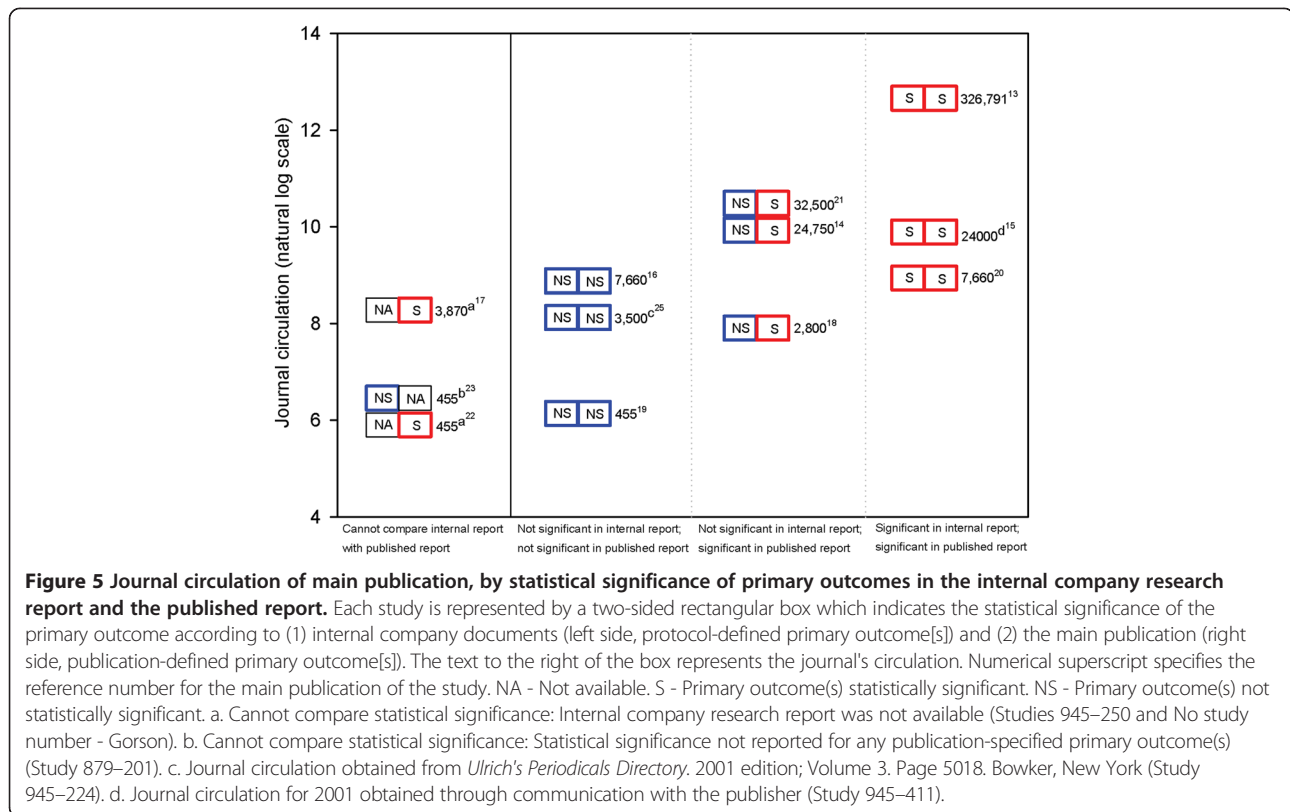 14
12
10
8
6
4
Journal circulation (natural log scale)
S S 326,791¹³
NS S 32,500²¹
NS S 24,750¹⁴
S S 24000ᵈ¹⁵
NS NS 7,660¹⁶
S S 7,660²⁰
NA S 3,870ᵃ¹⁷
NS NS 3,500ᶜ²⁵
NS S 2,800¹⁸
NS NA 455ᵇ²³
NA S 455ᵃ²²
NS NS 455¹⁹
Cannot compare internal report
with published report
Not significant in internal report;
not significant in published report
Not significant in internal report;
significant in published report
Significant in internal report;
significant in published report
Figure 5 Journal circulation of main publication, by statistical significance of primary outcomes in the internal company research
report and the published report. Each study is represented by a two-sided rectangular box which indicates the statistical significance of the
primary outcome according to (1) internal company documents (left side, protocol-defined primary outcome[s]) and (2) the main publication (right
side, publication-defined primary outcome[s]). The text to the right of the box represents the journal's circulation. Numerical superscript specifies the
reference number for the main publication of the study. NA - Not available. S - Primary outcome(s) statistically significant. NS - Primary outcome(s) not
statistically significant. a. Cannot compare statistical significance: Internal company research report was not available (Studies 945–250 and No study
number - Gorson). b. Cannot compare statistical significance: Statistical significance not reported for any publication-specified primary outcome(s)
(Study 879–201). c. Journal circulation obtained from Ulrich's Periodicals Directory. 2001 edition; Volume 3. Page 5018. Bowker, New York (Study
945–224). d. Journal circulation for 2001 obtained through communication with the publisher (Study 945–411).